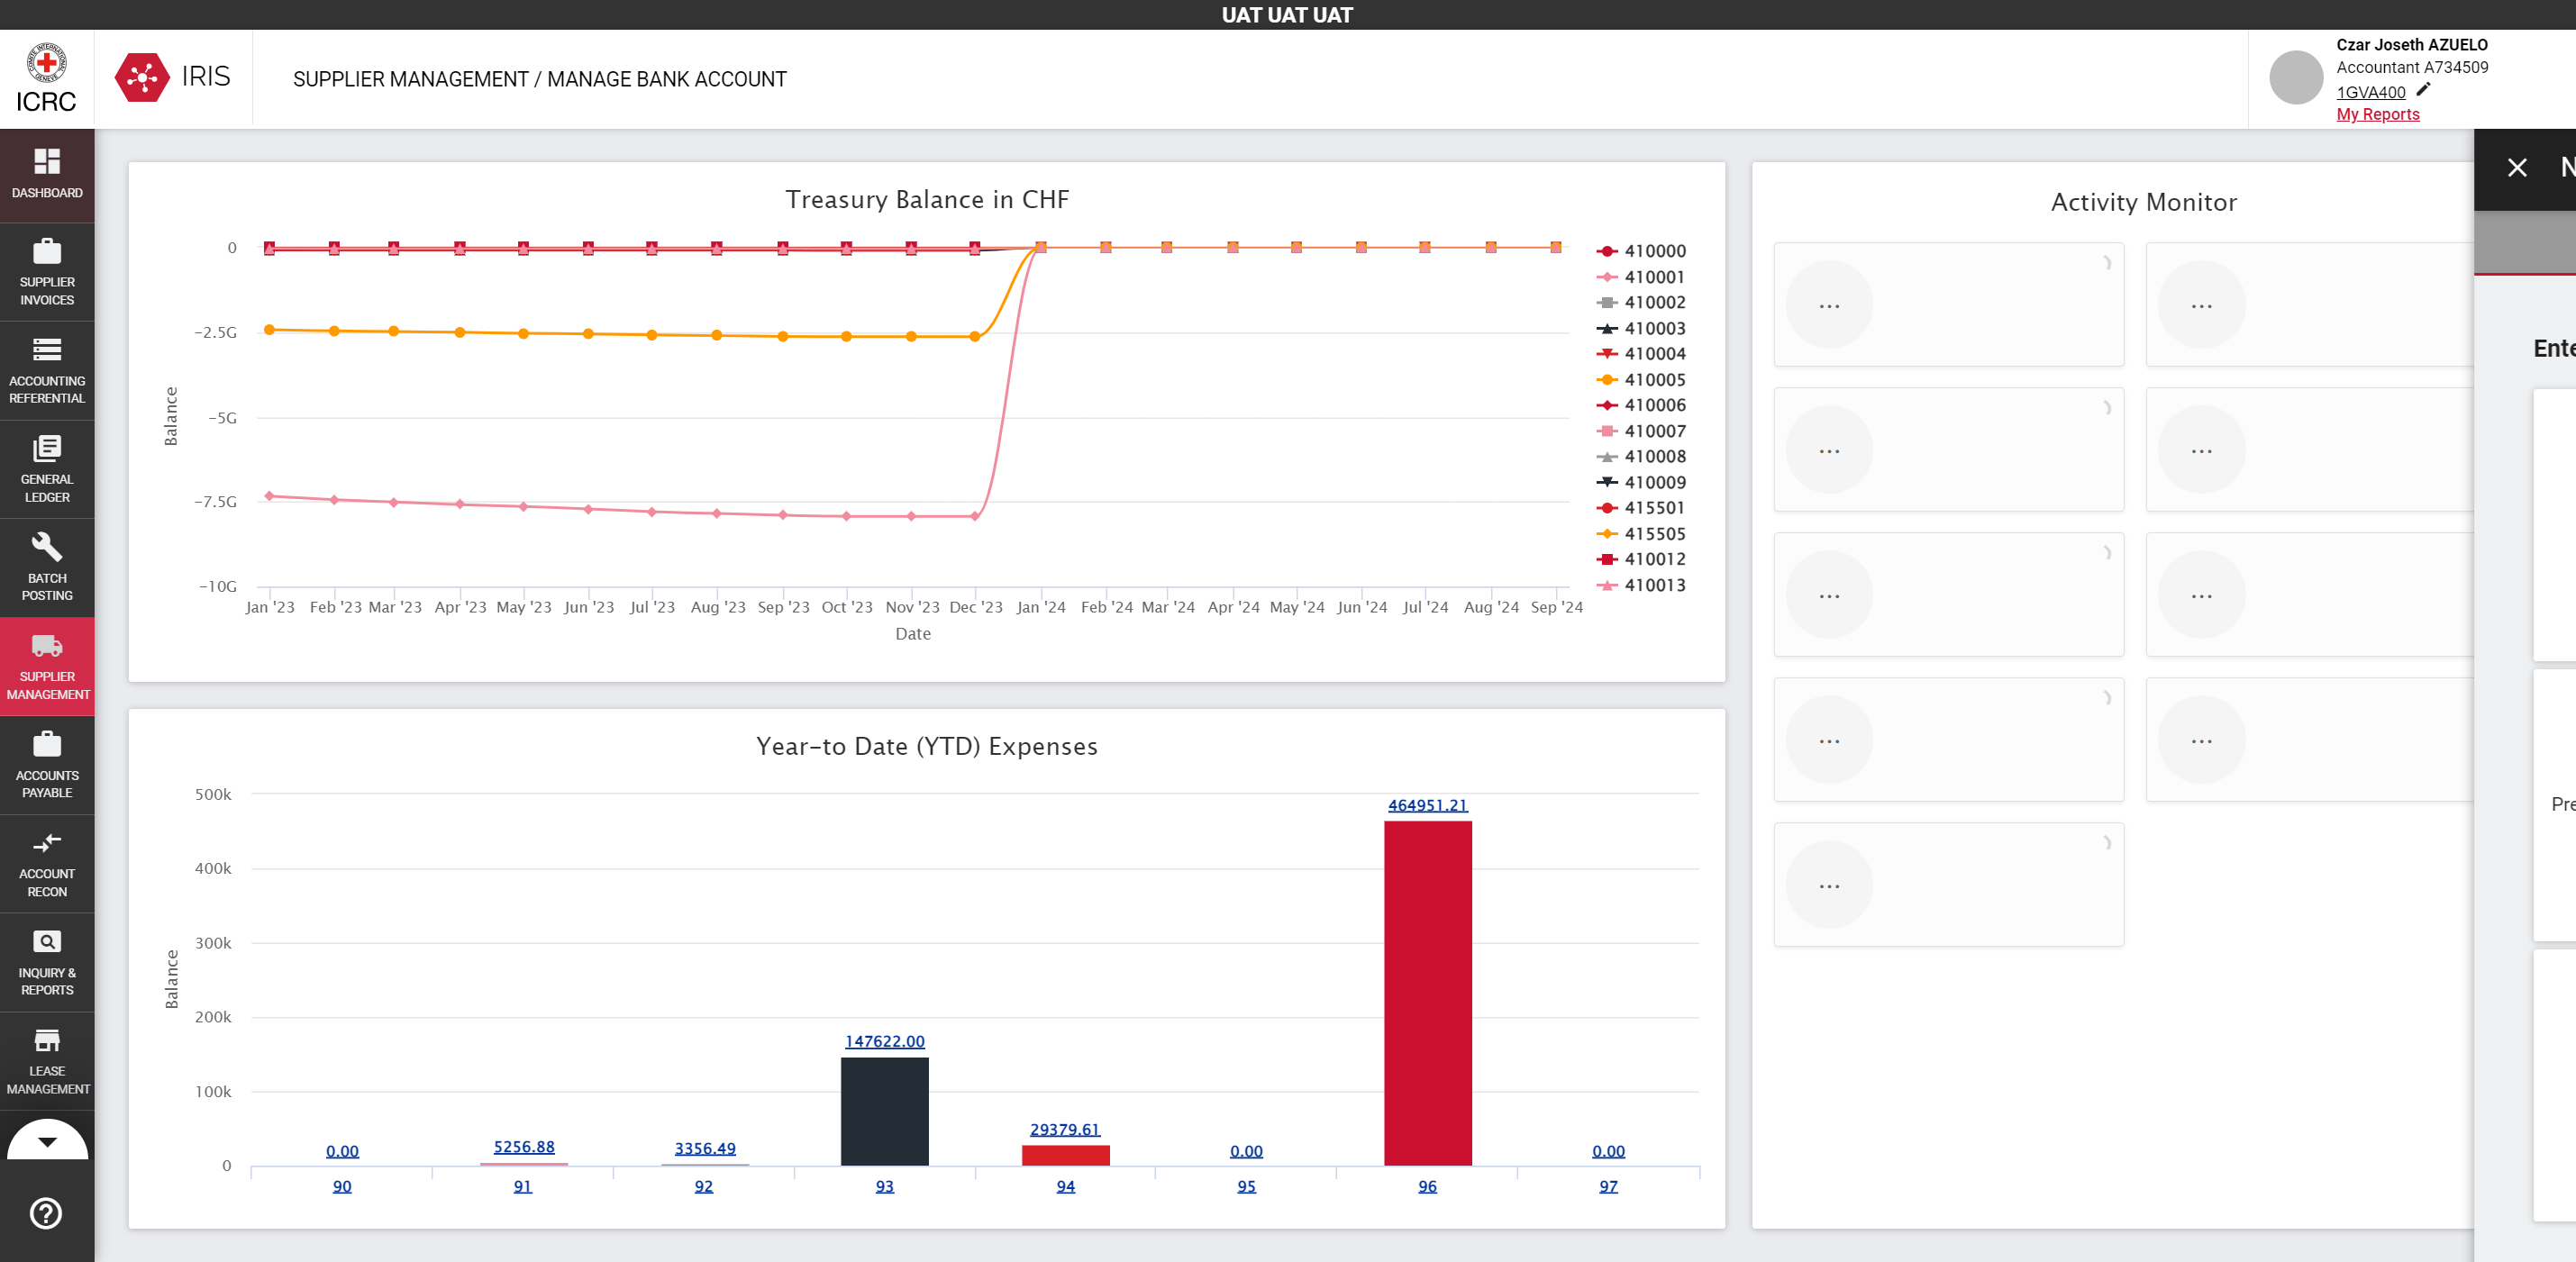 UAT UAT UAT
ICRC
IRIS
SUPPLIER MANAGEMENT / MANAGE BANK ACCOUNT
Czar Joseth AZUELO
Accountant A734509
1GVA400
My Reports
DASHBOARD
SUPPLIER
INVOICES
ACCOUNTING
REFERENTIAL
GENERAL
LEDGER
BATCH
POSTING
SUPPLIER
MANAGEMENT
ACCOUNTS
PAYABLE
ACCOUNT
RECON
INQUIRY &
REPORTS
LEASE
MANAGEMENT
Treasury Balance in CHF
0
−2.5G
−5G
−7.5G
−10G
Balance
Jan '23 Feb '23 Mar '23 Apr '23 May '23 Jun '23 Jul '23 Aug '23 Sep '23 Oct '23 Nov '23 Dec '23 Jan '24 Feb '24 Mar '24 Apr '24 May '24 Jun '24 Jul '24 Aug '24 Sep '24
Date
410000
410001
410002
410003
410004
410005
410006
410007
410008
410009
415501
415505
410012
410013
Year−to Date (YTD) Expenses
500k
400k
300k
200k
100k
0
Balance
0.00 5256.88 3356.49 147622.00 29379.61 0.00 464951.21 0.00
90 91 92 93 94 95 96 97
Activity Monitor
... ...
... ...
... ...
... ...
...
N
Ente
Pre